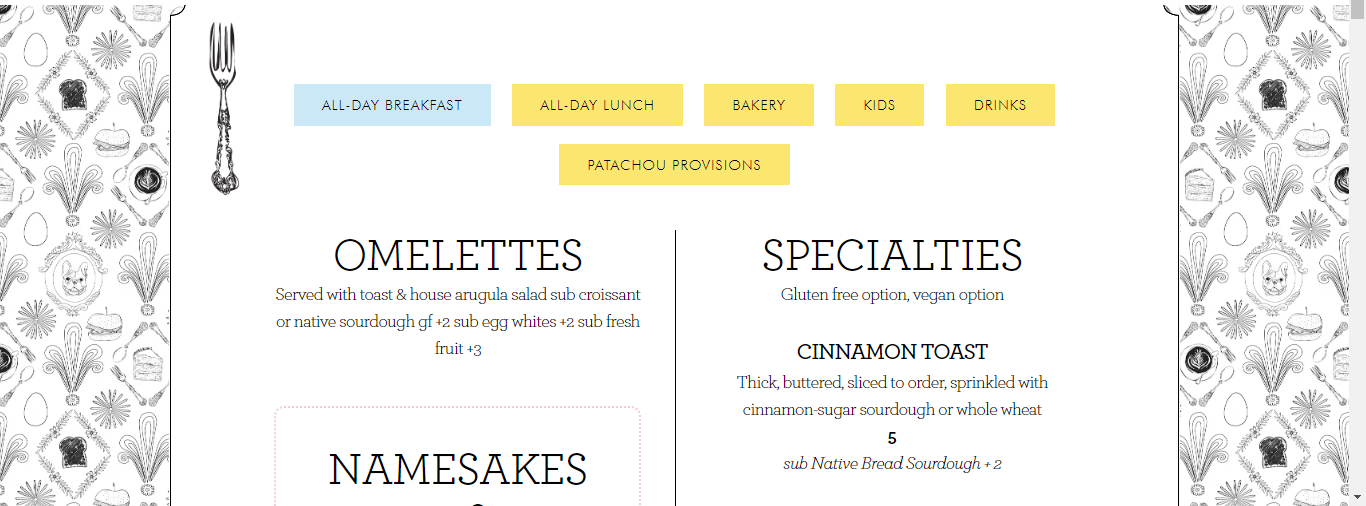 ALL-DAY BREAKFAST
ALL-DAY LUNCH
BAKERY
KIDS
DRINKS
PATACHOU PROVISIONS
OMELETTES
Served with toast & house arugula salad sub croissant
or native sourdough gf +2 sub egg whites +2 sub fresh
fruit +3
NAMESAKES
SPECIALTIES
Gluten free option, vegan option
CINNAMON TOAST
Thick, buttered, sliced to order, sprinkled with
cinnamon-sugar sourdough or whole wheat
5
sub Native Bread Sourdough + 2